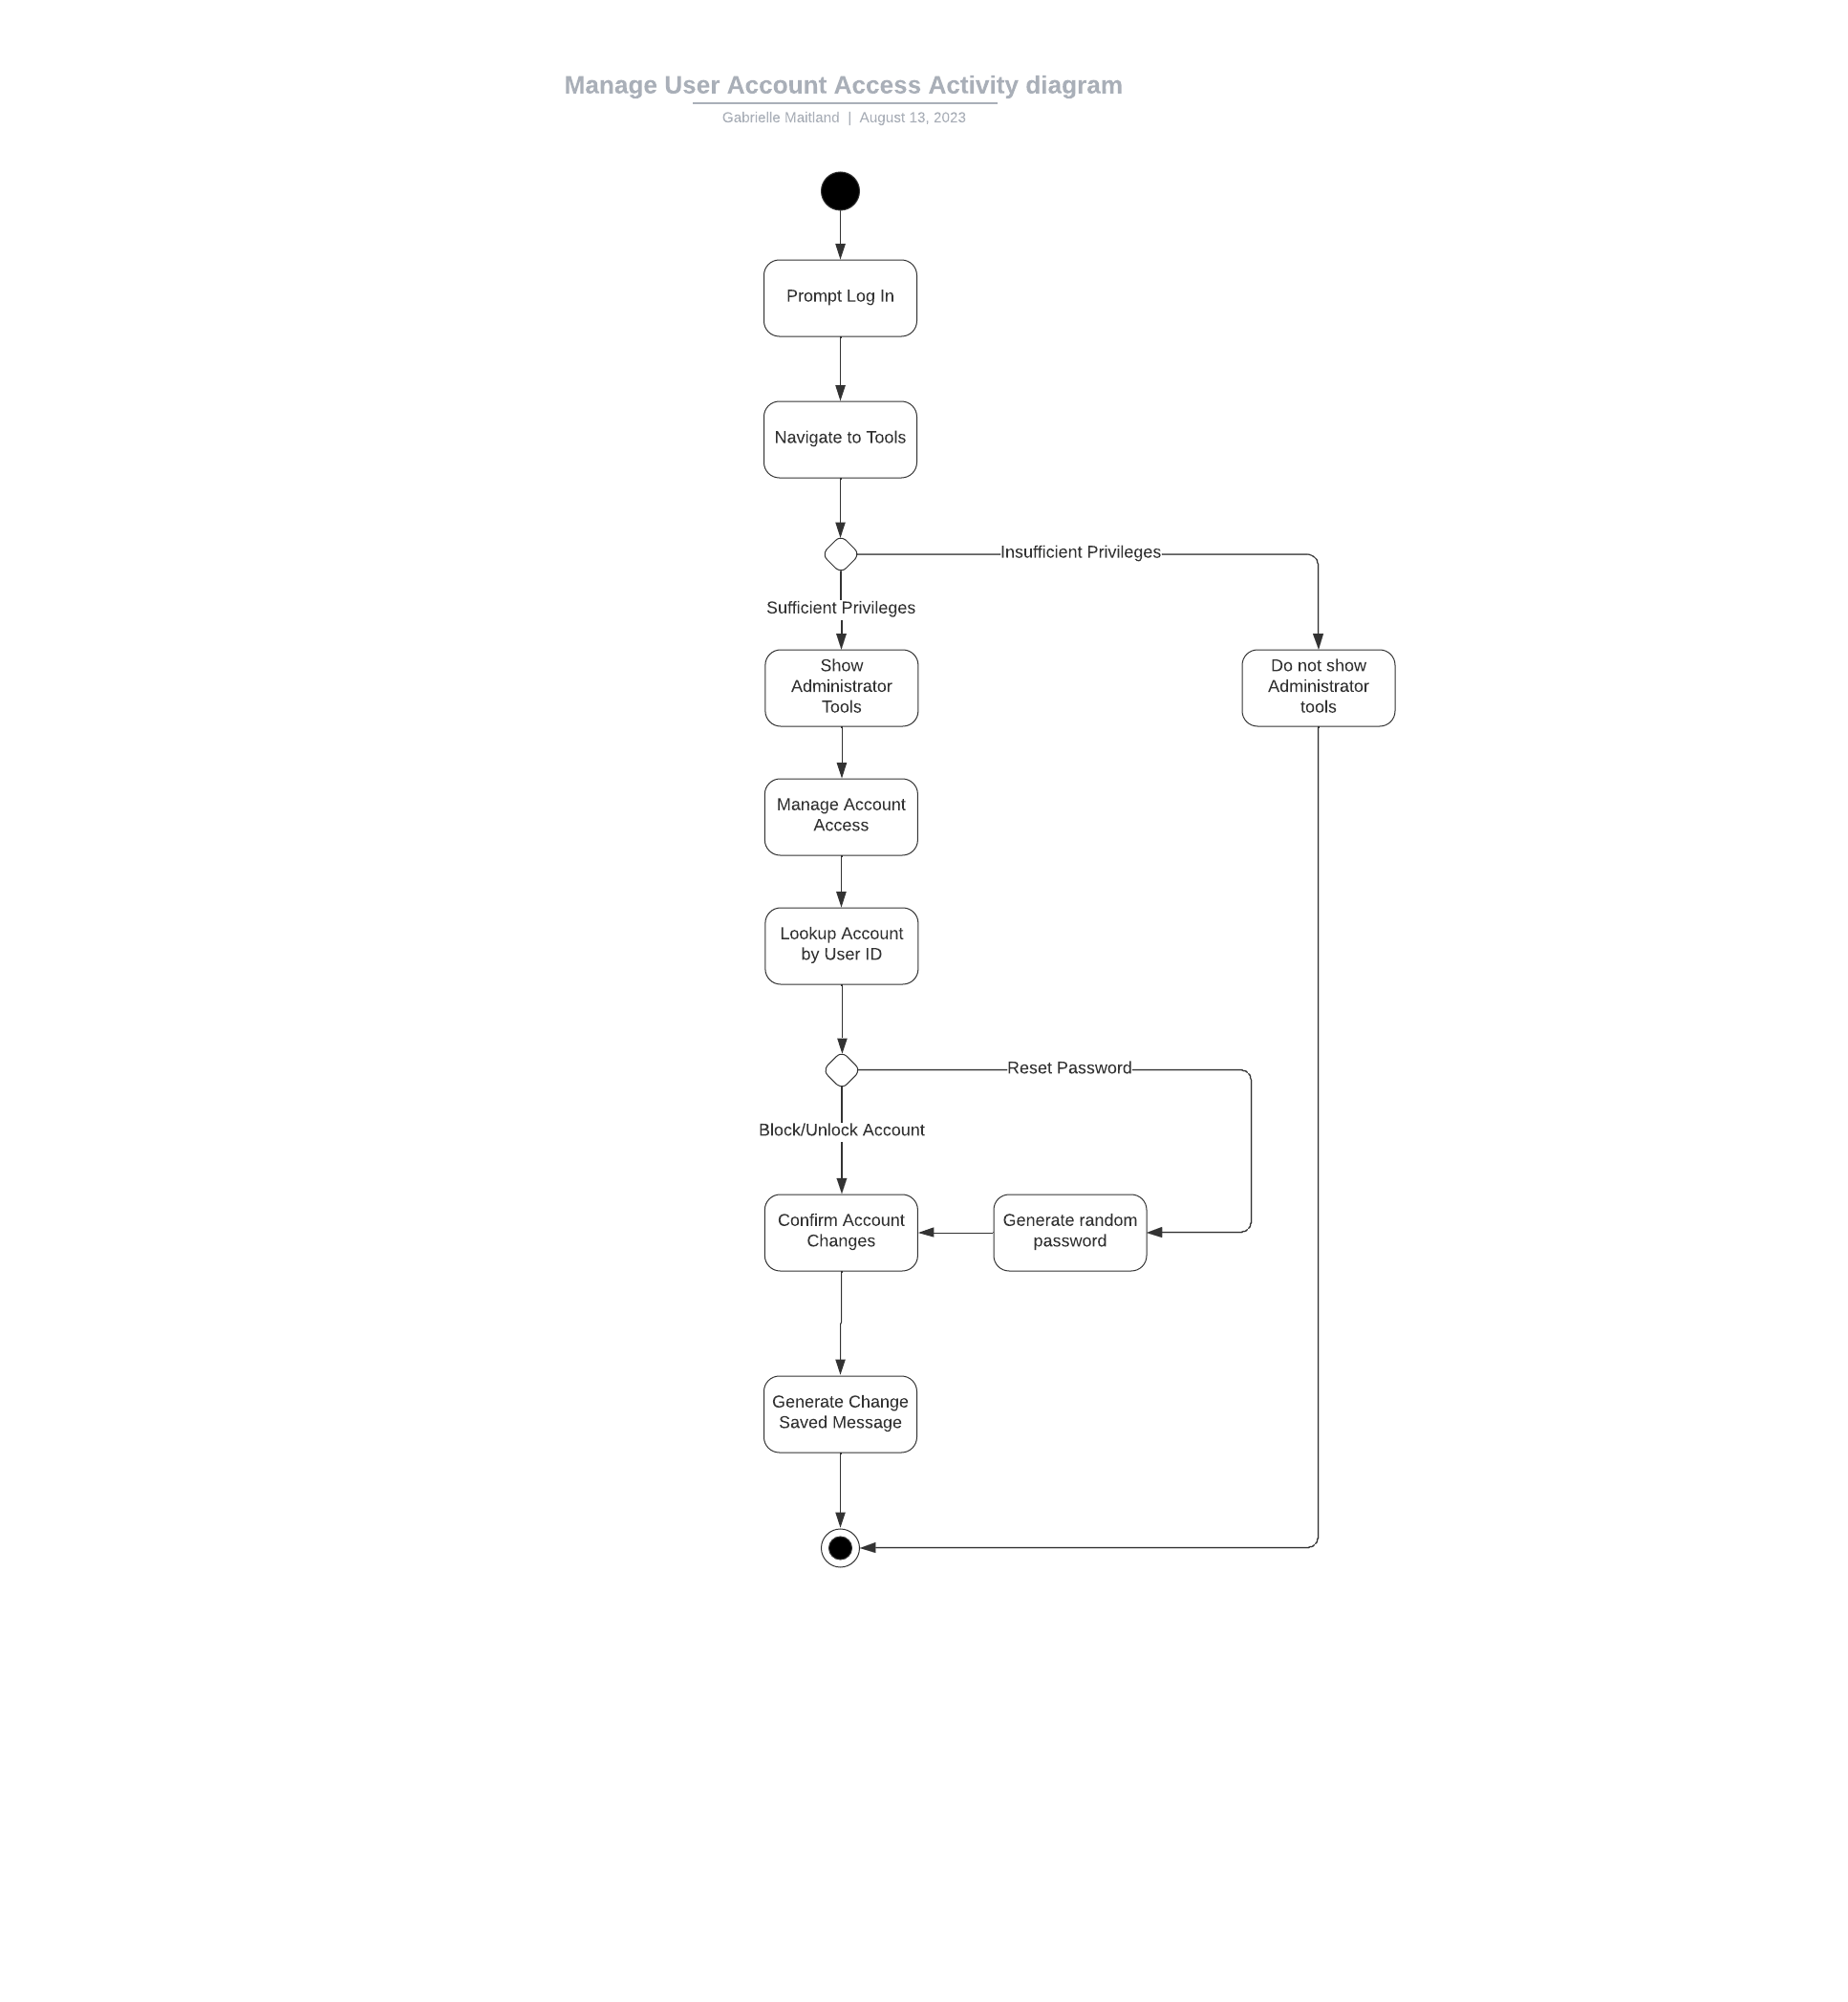 Manage User Account Access Activity diagram
Gabrielle Maitland | August 13, 2023
Prompt Log In
Navigate to Tools
Insufficient Privileges
Sufficient Privileges
Show
Administrator
Tools
Do not show
Administrator
tools
Manage Account
Access
Lookup Account
by User ID
Reset Password
Block/Unlock Account
Confirm Account
Changes
Generate random
password
Generate Change
Saved Message